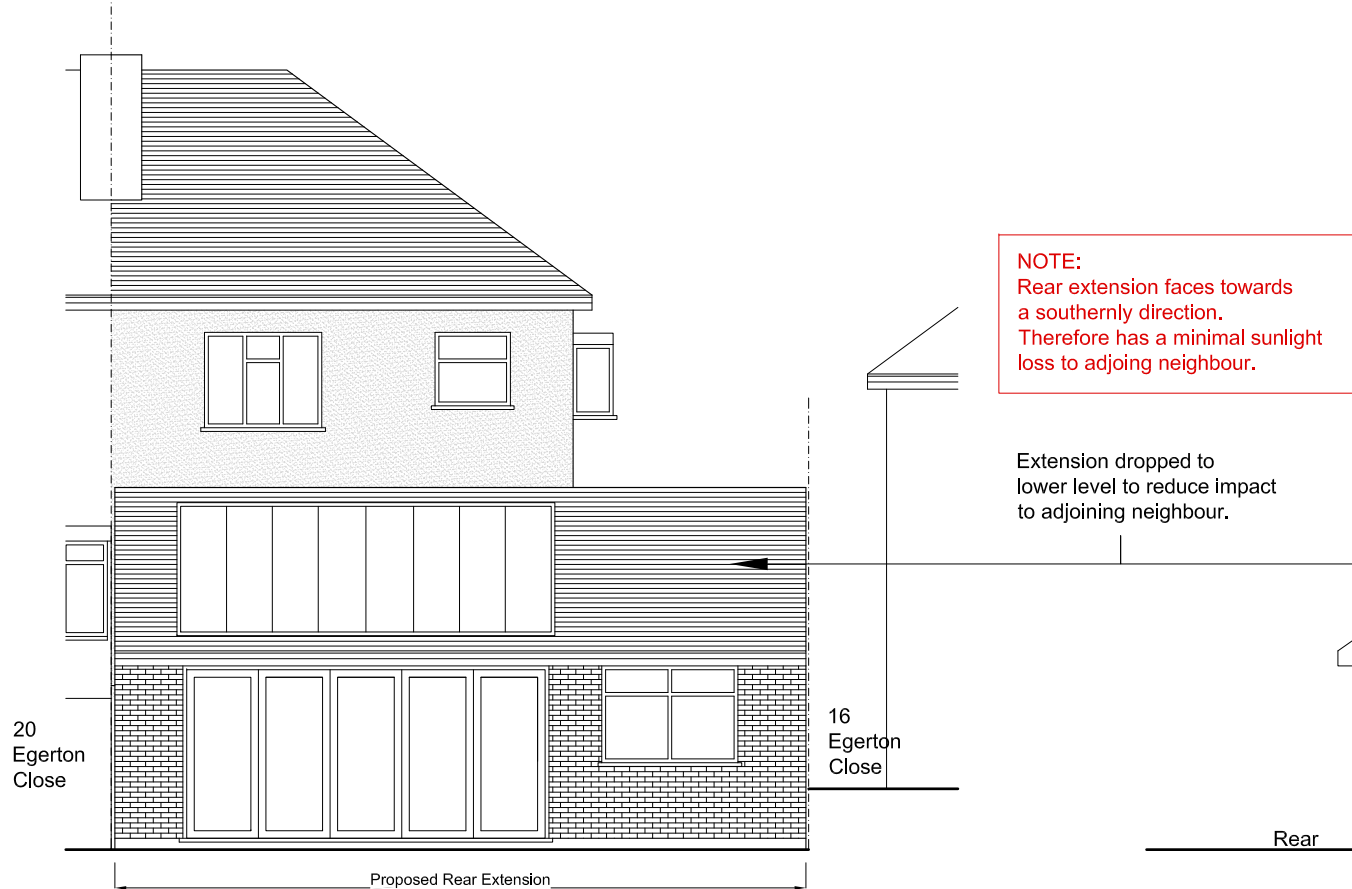 NOTE:
Rear extension faces towards
a southernly direction.
Therefore has a minimal sunlight
loss to adjoing neighbour.
Extension dropped to
lower level to reduce impact
to adjoining neighbour.
20
Egerton
Close
16
Egerton
Close
Rear
Proposed Rear Extension